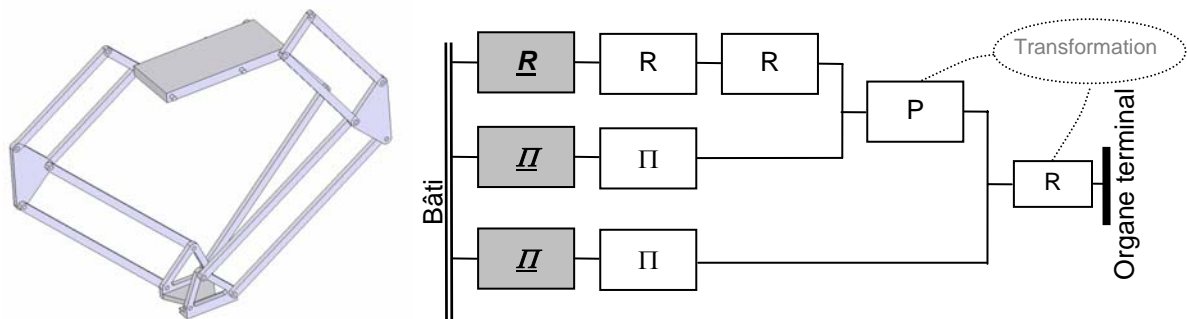 R R R
Transformation
P
Π Π
R
Bâti
Organe terminal
Π Π